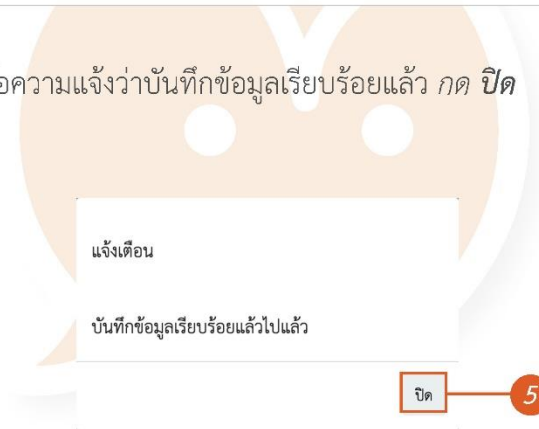 อความแจ้งว่าบันทึกข้อมูลเรียบร้อยแล้ว กด ปิด
แจ้งเตือน
บันทึกข้อมูลเรียบร้อยแล้วไปแล้ว
ปิด
5